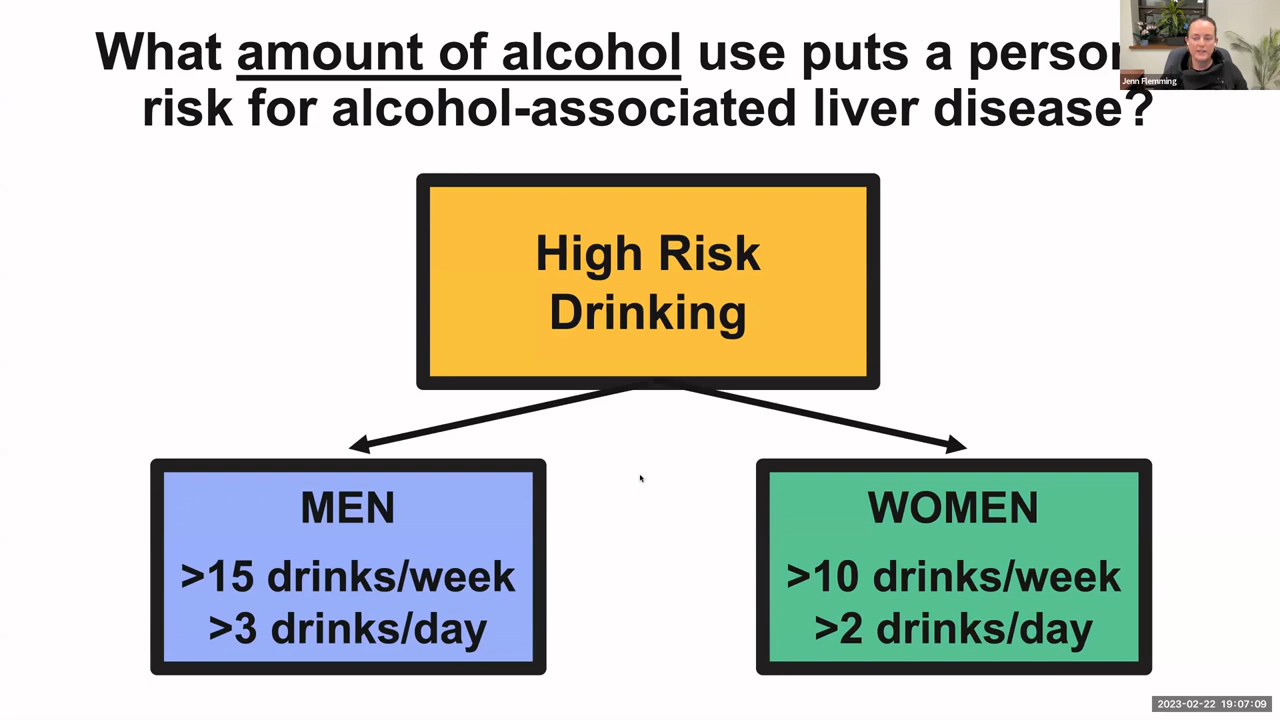 What amount of alcohol use puts a person
risk for alcohol-associated liver disease?
Jenn Flemming
High Risk
Drinking
MEN
>15 drinks/week
>3 drinks/day
WOMEN
>10 drinks/week
>2 drinks/day
2023-02-22 19:07:09